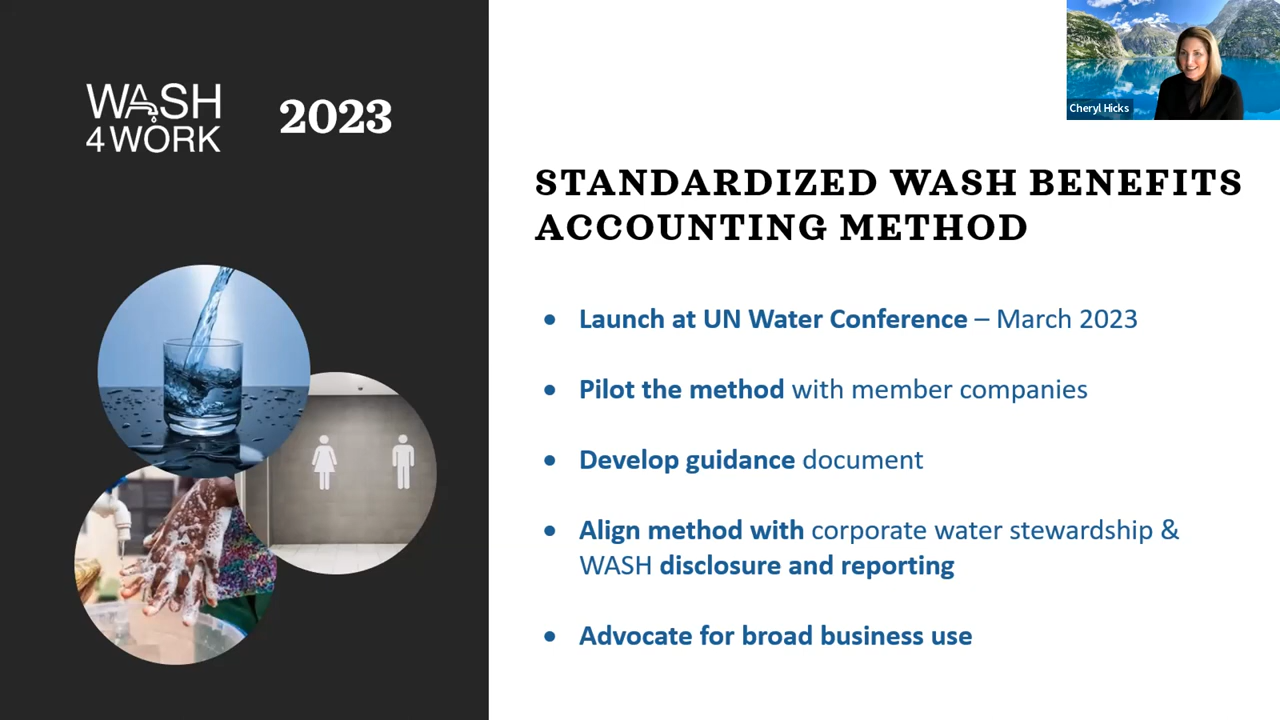 WASH
4 WORK
2023
Cheryl Hicks
STANDARDIZED WASH BENEFITS
ACCOUNTING METHOD
• Launch at UN Water Conference – March 2023
• Pilot the method with member companies
• Develop guidance document
• Align method with corporate water stewardship &
WASH disclosure and reporting
• Advocate for broad business use